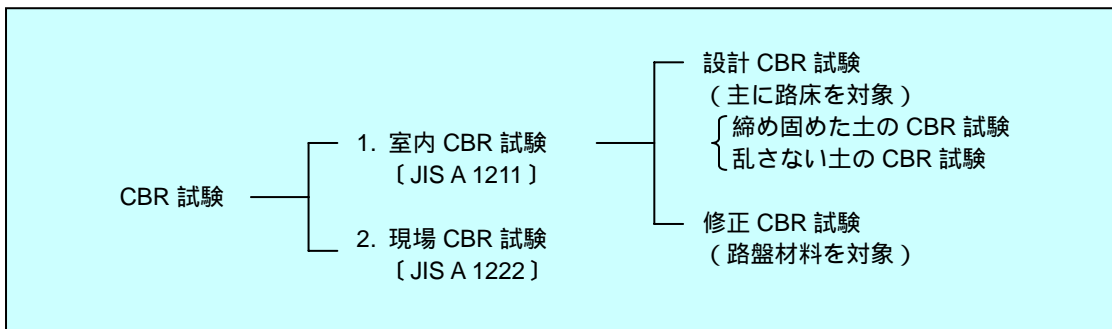 CBR 試験
1. 室内 CBR 試験
〔 JIS A 1211 〕
2. 現場 CBR 試験
〔 JIS A 1222 〕
設計 CBR 試験
( 主に路床を対象 )
締め固めた土の CBR 試験
乱さない土の CBR 試験
修正 CBR 試験
( 路盤材料を対象 )